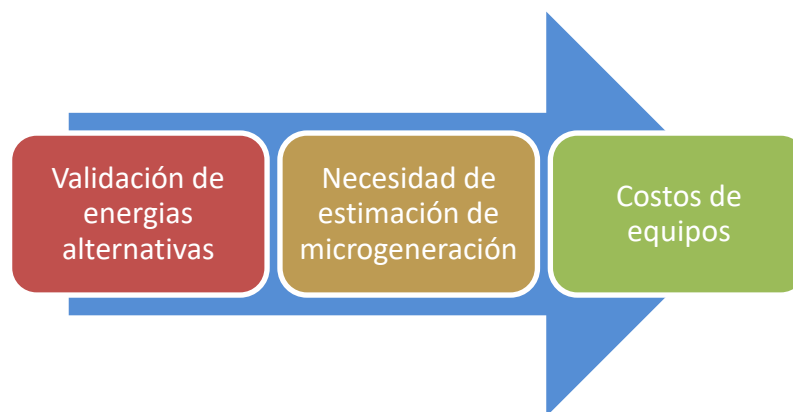 Validación de
energias
alternativas
Necesidad de
estimación de
microgeneración
Costos de
equipos